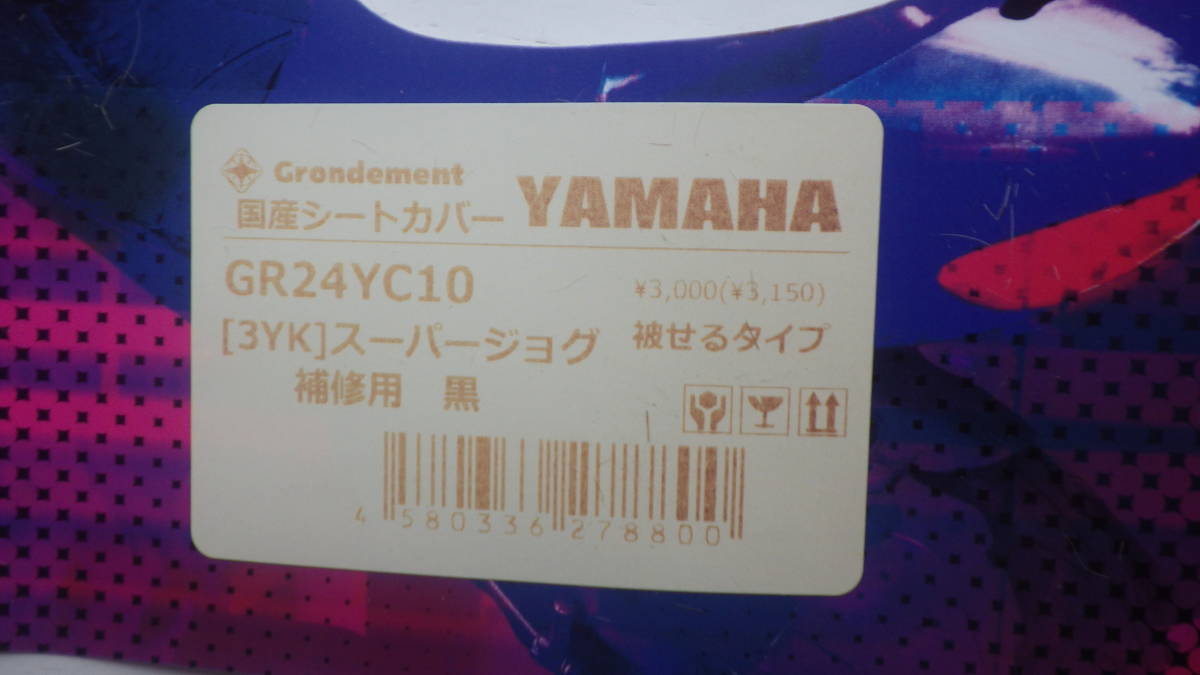 Grondement
国産シートカバー YAMAHA
GR24YC10 ¥3,000(¥3,150)
[3YK]スーパージョグ 被せるタイプ
補修用 黒
4 580336 278800